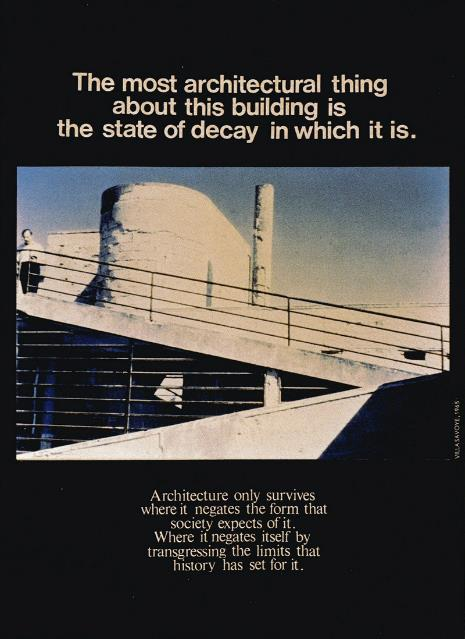 The most architectural thing
about this building is
the state of decay in which it is.
VILLA SAVOYE, 1965
Architecture only survives
where it negates the form that
society expects of it.
Where it negates itself by
transgressing the limits that
history has set for it.